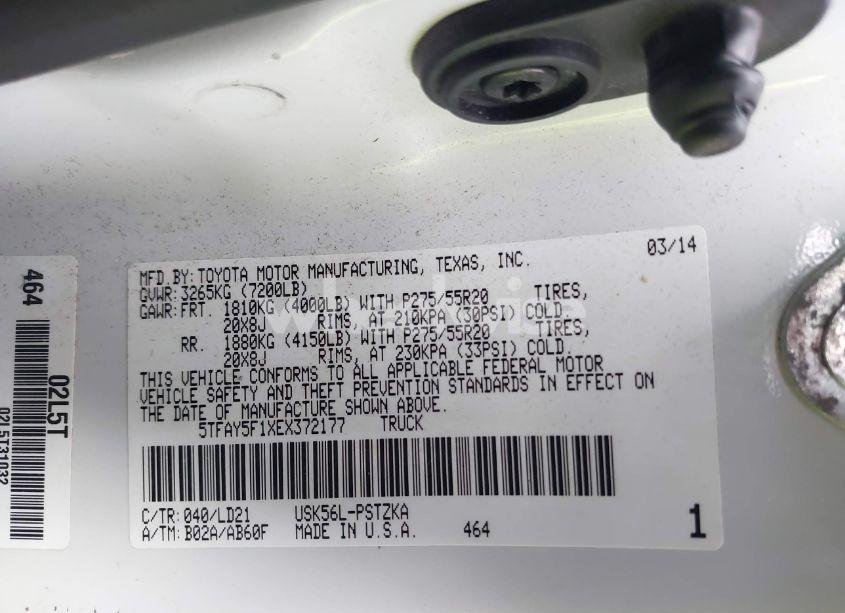 03/14
MFD BY: TOYOTA MOTOR MANUFACTURING, TEXAS, INC.
GVWR: 3265KG (7200LB)
GAWR: FRT. 1810KG (4000LB) WITH P275/55R20 TIRES,
20X8J RIMS, AT 210KPA (30PSI) COLD
RR. 1880KG (4150LB) WITH P275/55R20 TIRES,
20X8J RIMS, AT 230KPA (33PSI) COLD.
THIS VEHICLE CONFORMS TO ALL APPLICABLE FEDERAL MOTOR
VEHICLE SAFETY AND THEFT PREVENTION STANDARDS IN EFFECT ON
THE DATE OF MANUFACTURE SHOWN ABOVE.
5TFAY5F1XEX372177 TRUCK
C/TR: 040/LD21 USK56L-PSTZKA
A/TM: B02A/AB60F MADE IN U.S.A. 464 1
464 02L5T
02L5T31032